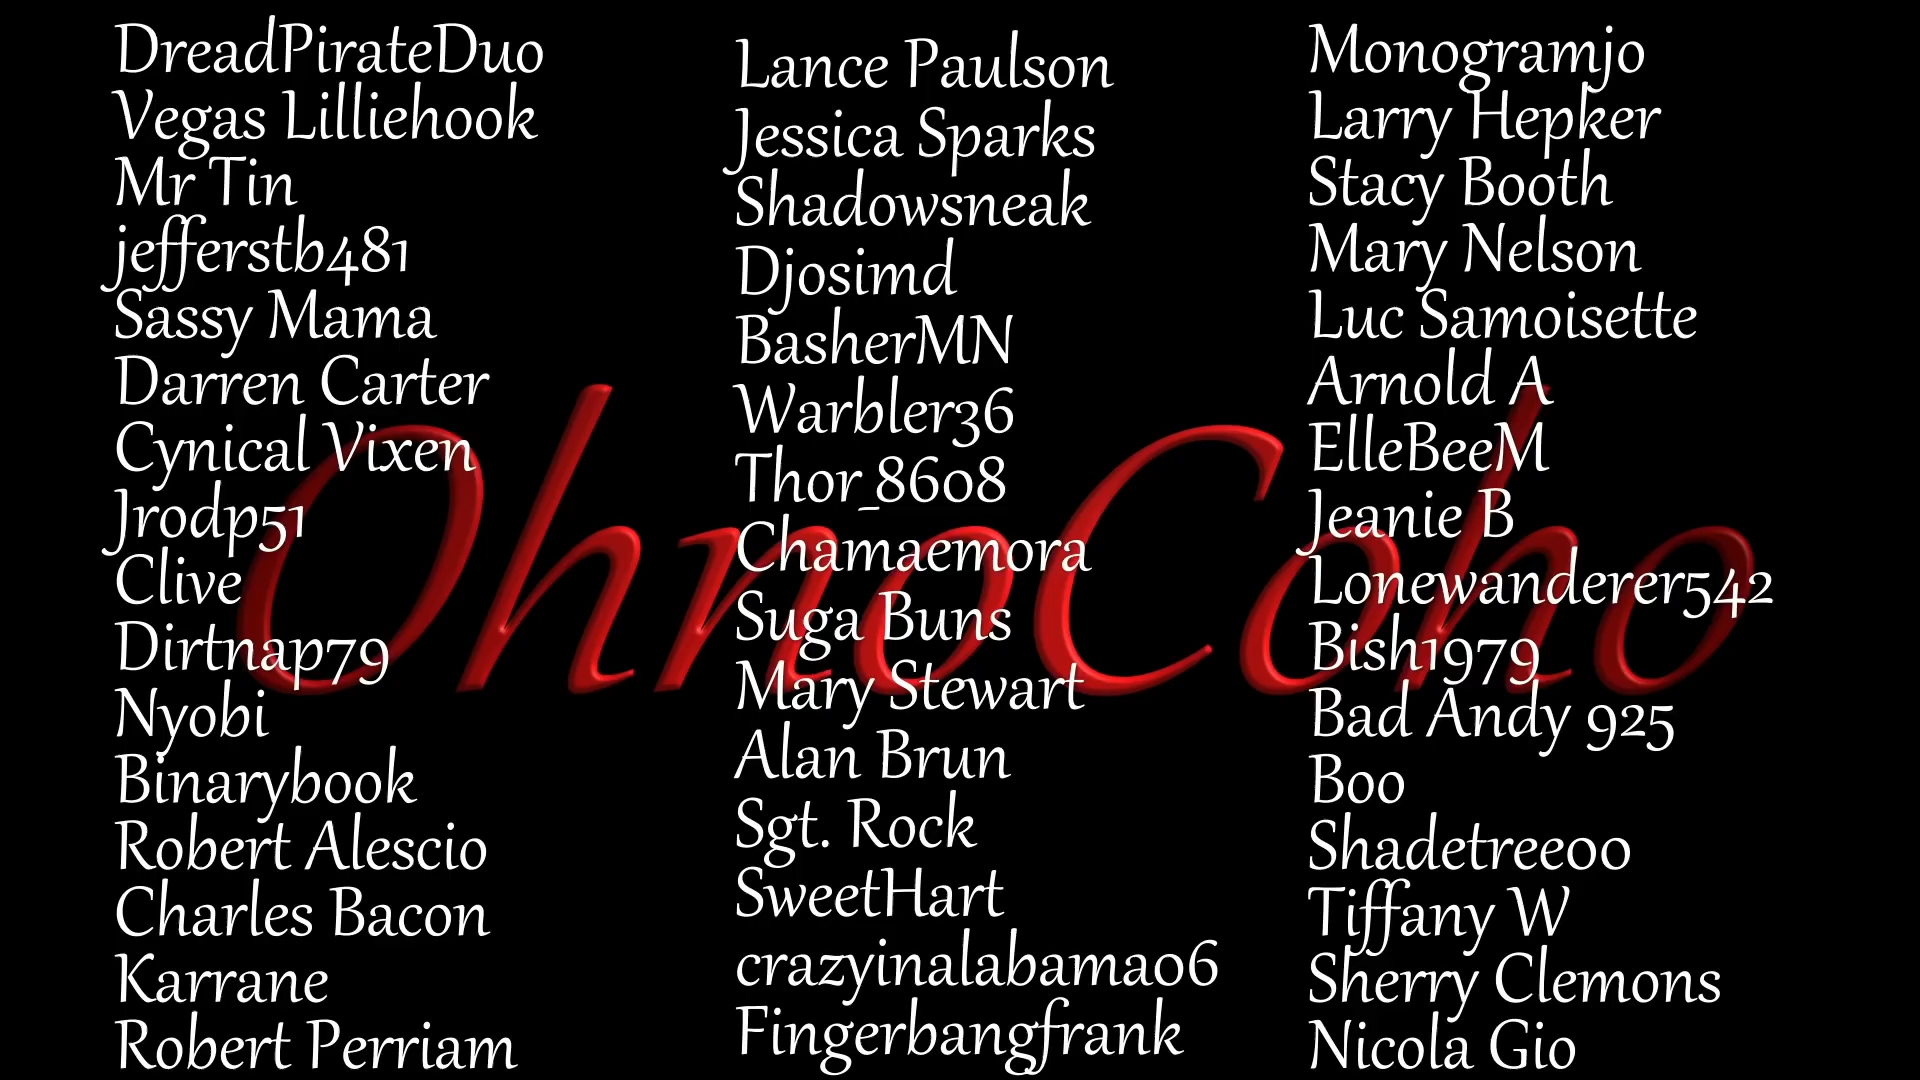 DreadPirateDuo
Vegas Lilliehook
Mr Tin
jefferstb481
Sassy Mama
Darren Carter
Cynical Vixen
Jrodp51
Clive
Dirtnap79
Nyobi
Binarybook
Robert Alescio
Charles Bacon
Karrane
Robert Perriam
Lance Paulson
Jessica Sparks
Shadowsneak
Djosimd
BasherMN
Warbler36
Thor_8608
Chamaemora
Suga Buns
Mary Stewart
Alan Brun
Sgt. Rock
SweetHart
crazyinalabama06
Fingerbangfrank
Monogramjo
Larry Hepker
Stacy Booth
Mary Nelson
Luc Samoisette
Arnold A
ElleBeeM
Jeanie B
Lonewanderer542
Bish1979
Bad Andy 925
Boo
Shadetree00
Tiffany W
Sherry Clemons
Nicola Gio
OhnoCoho